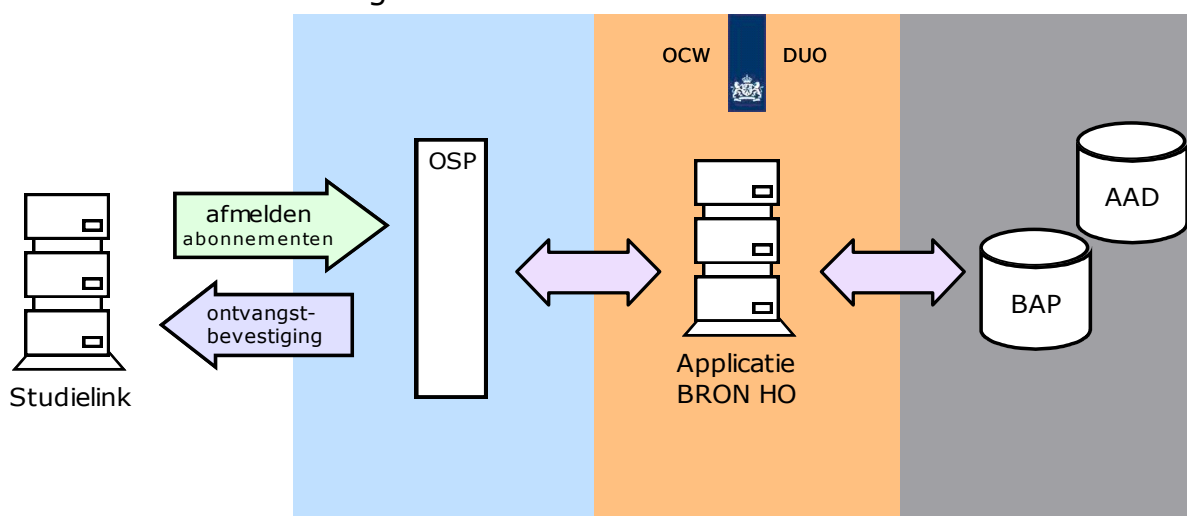 OCW DUO
OSP
AAD
afmelden
abonnementen
BAP
ontvangst-
bevestiging
Applicatie
BRON HO
Studielink